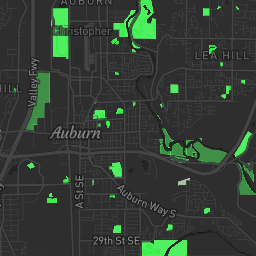 AUBURN
Christopher
LEA HILL
HILL
Valley Fwy
Auburn
A St SE
Auburn Way S
29th St SE